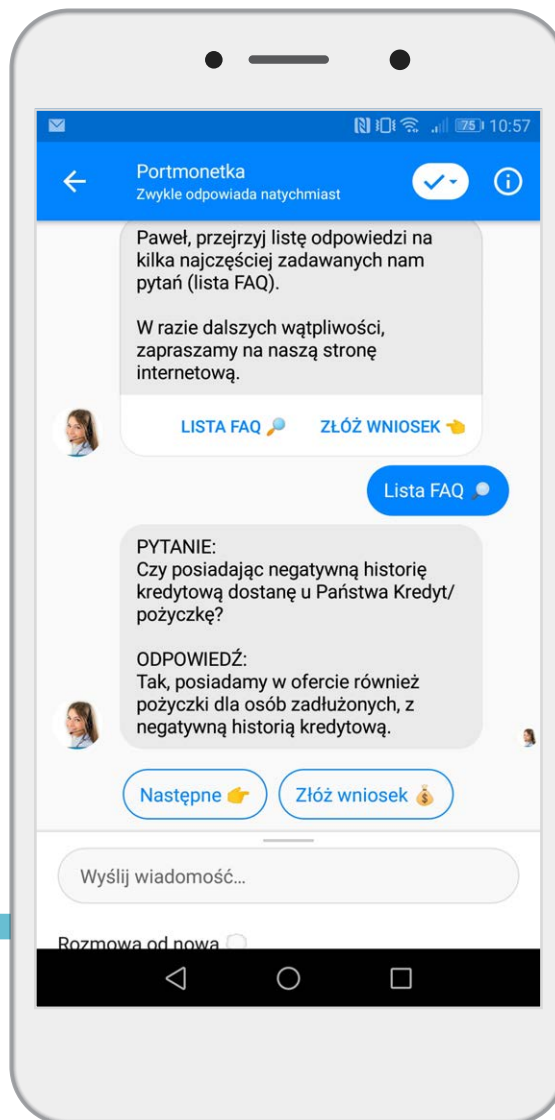 75 10:57
Portmonetka
Zwykle odpowiada natychmiast
Paweł, przejrzyj listę odpowiedzi na
kilka najczęściej zadawanych nam
pytań (lista FAQ).
W razie dalszych wątpliwości,
zapraszamy na naszą stronę
internetową.
LISTA FAQ 🔎 ZŁÓŻ WNIOSEK 👈
Lista FAQ 🔎
PYTANIE:
Czy posiadając negatywną historię
kredytową dostanę u Państwa Kredyt/
pożyczkę?
ODPOWIEDŹ:
Tak, posiadamy w ofercie również
pożyczki dla osób zadłużonych, z
negatywną historią kredytową.
Następne 👉 Złóż wniosek 💰
Wyślij wiadomość...
Rozmowa od nowa